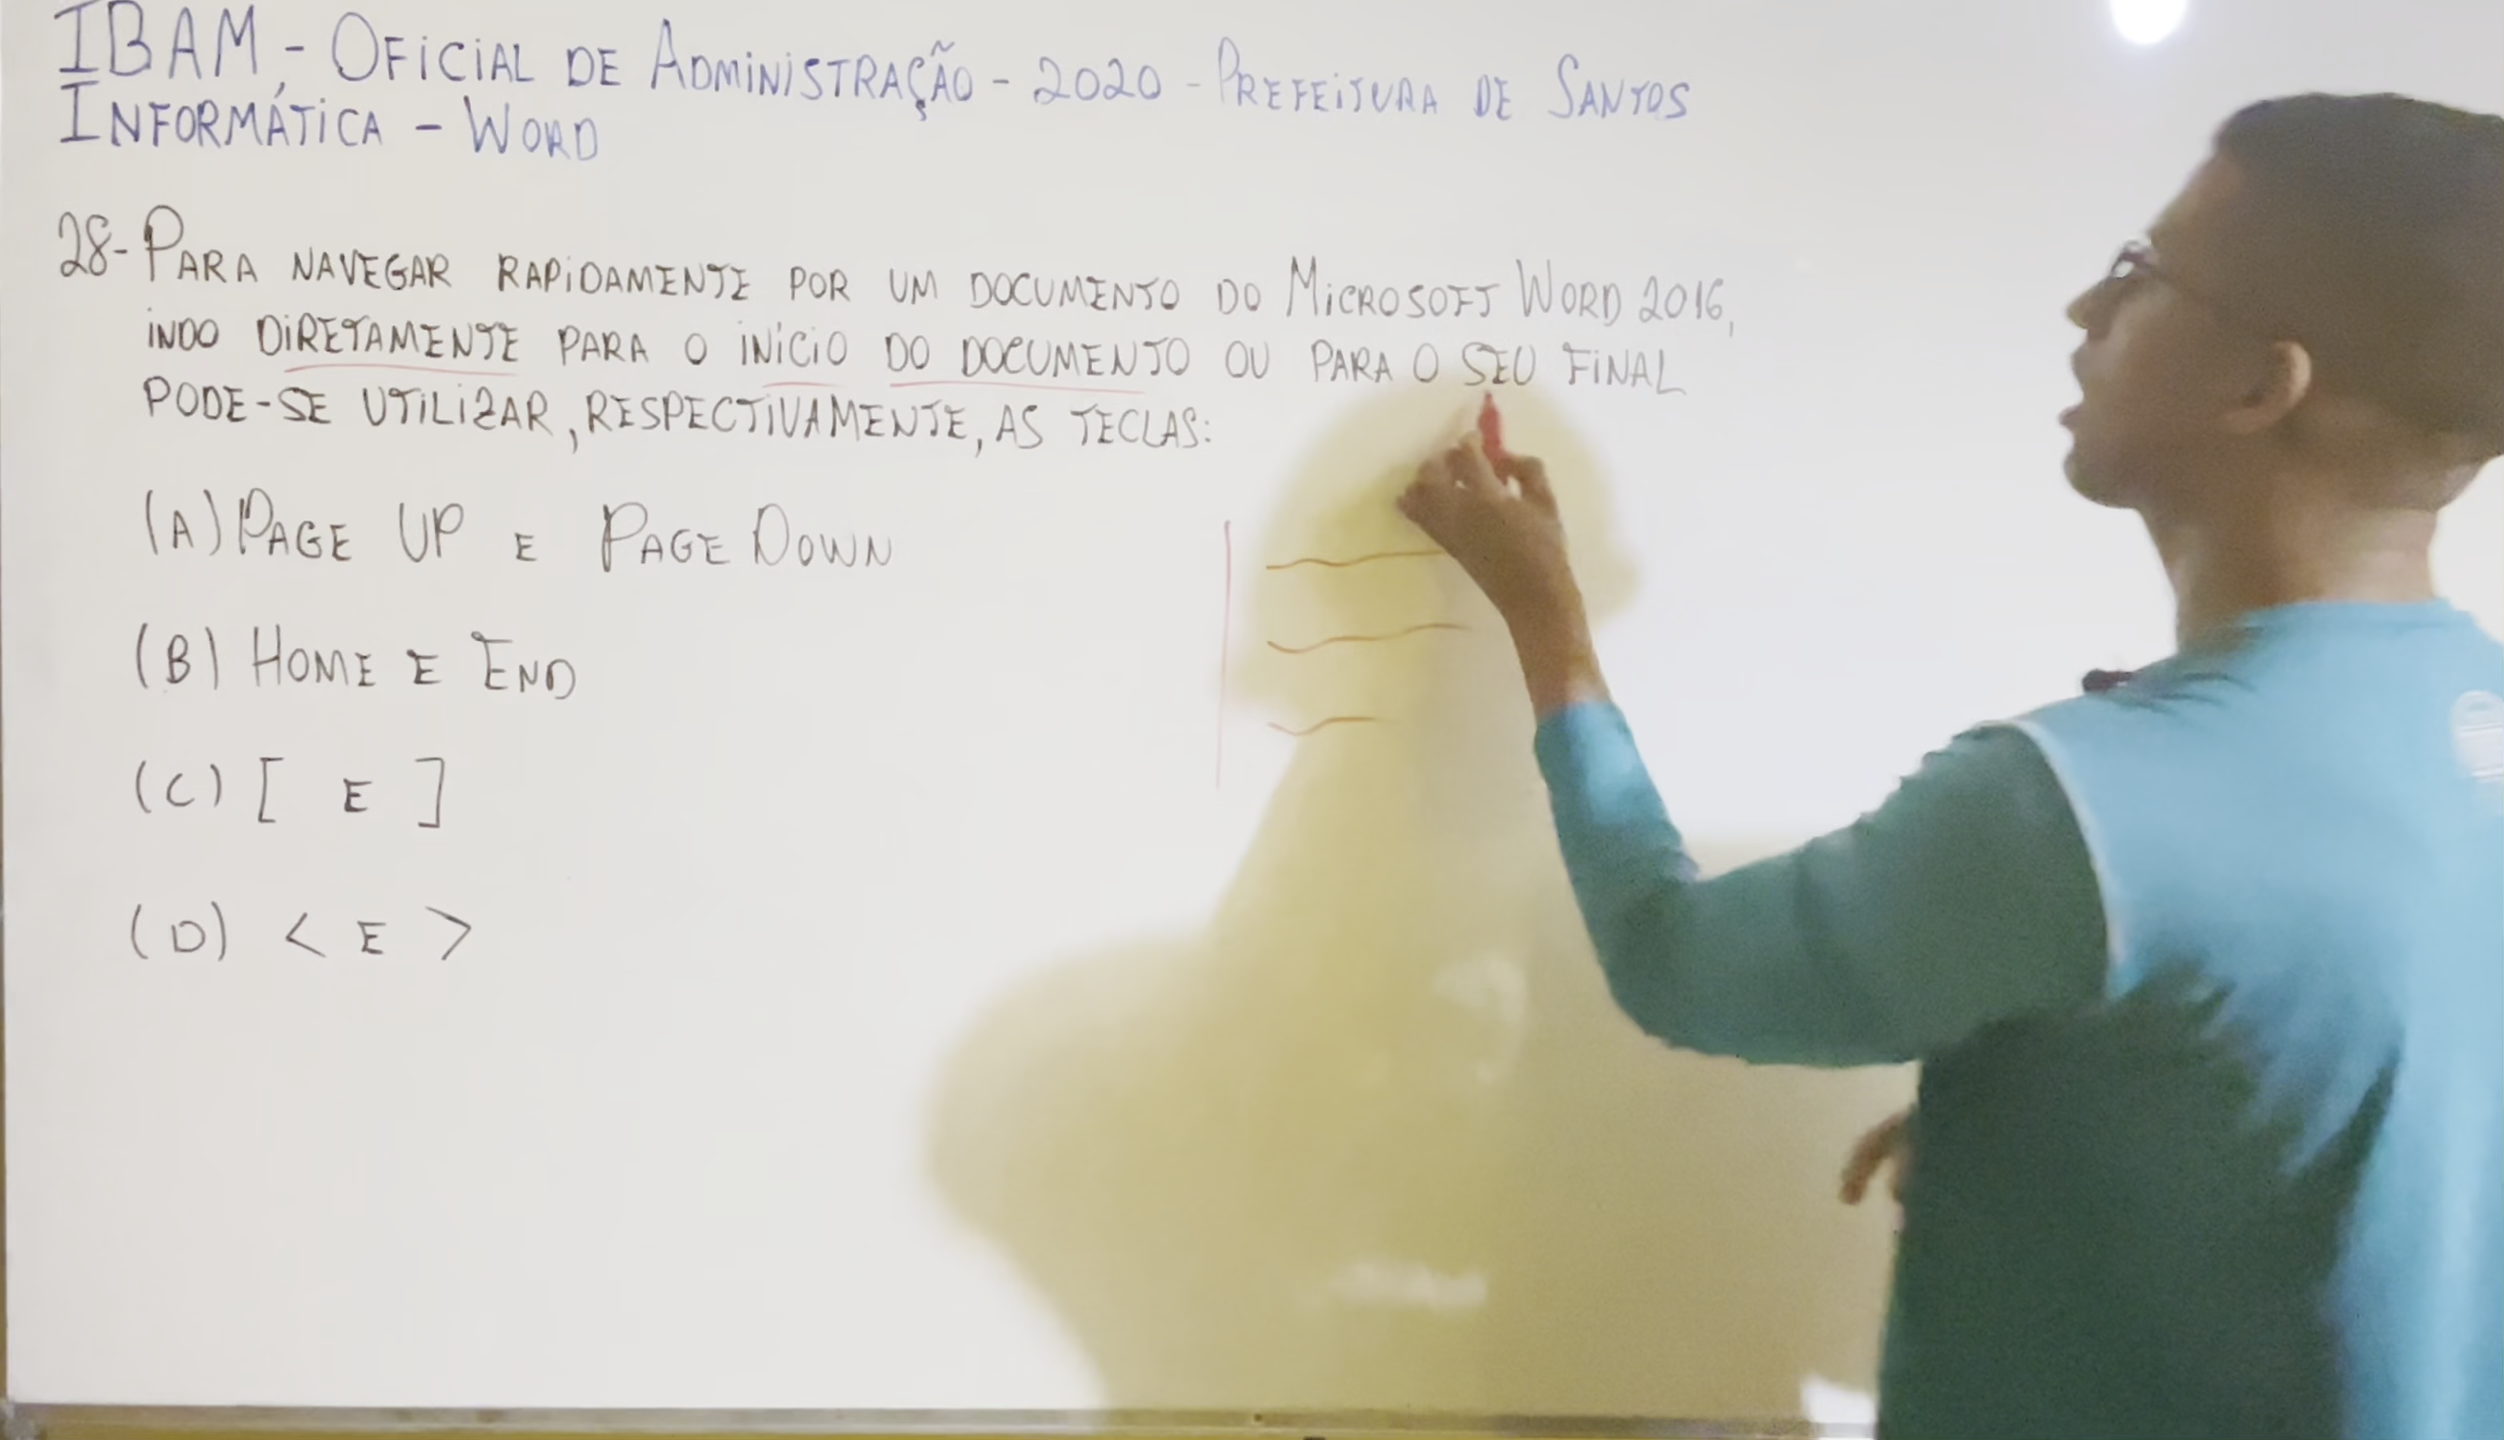 IBAM - OFICIAL DE ADMINISTRAÇÃO - 2020 - PREFEITURA DE SANTOS
INFORMÁTICA - WORD
28- PARA NAVEGAR RAPIDAMENTE POR UM DOCUMENTO DO MICROSOFT WORD 2016,
INDO DIRETAMENTE PARA O INÍCIO DO DOCUMENTO OU PARA O SEU FINAL
PODE-SE UTILIZAR, RESPECTIVAMENTE, AS TECLAS:
(A) PAGE UP E PAGE DOWN
(B) HOME E END
(C) [ E ]
(D) < E >